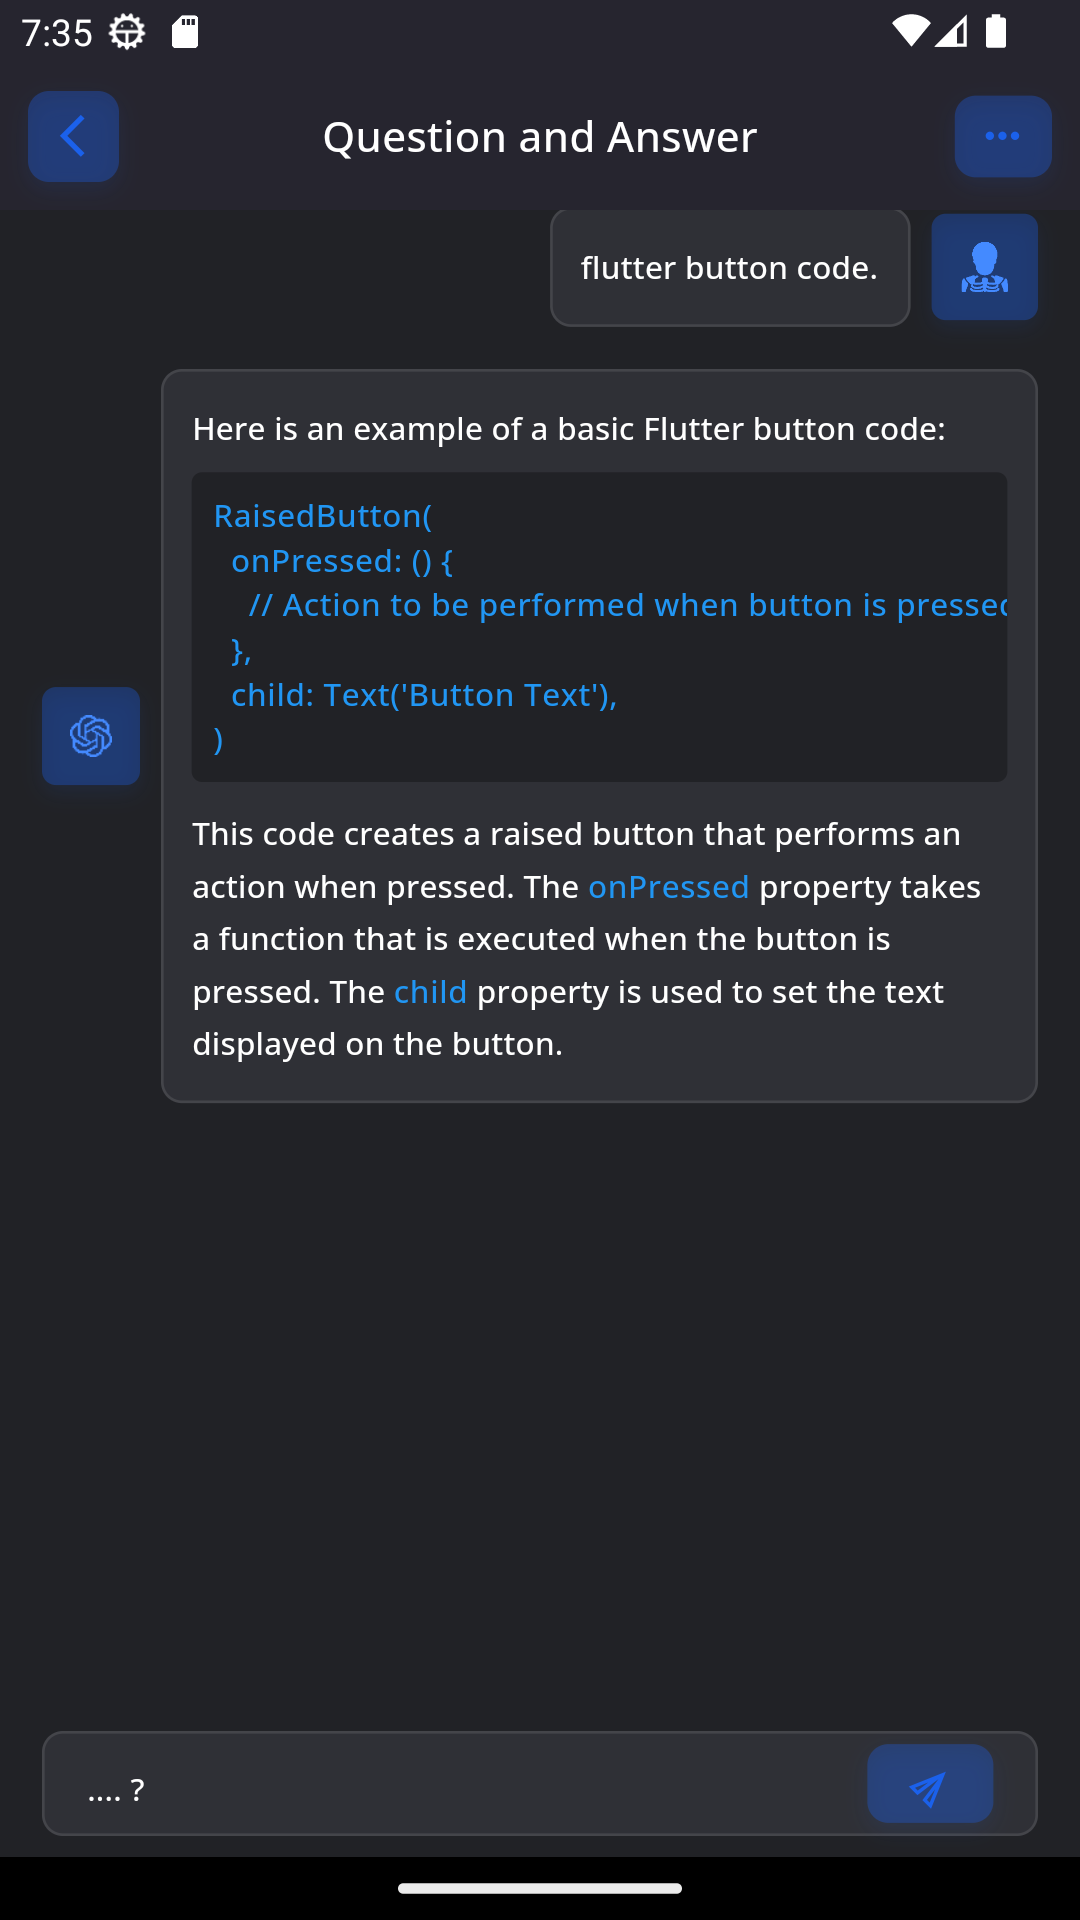 7:35
Question and Answer
flutter button code.
Here is an example of a basic Flutter button code:
RaisedButton(
  onPressed: () {
    // Action to be performed when button is pressed
  },
  child: Text('Button Text'),
)
This code creates a raised button that performs an
action when pressed. The onPressed property takes
a function that is executed when the button is
pressed. The child property is used to set the text
displayed on the button.
.... ?